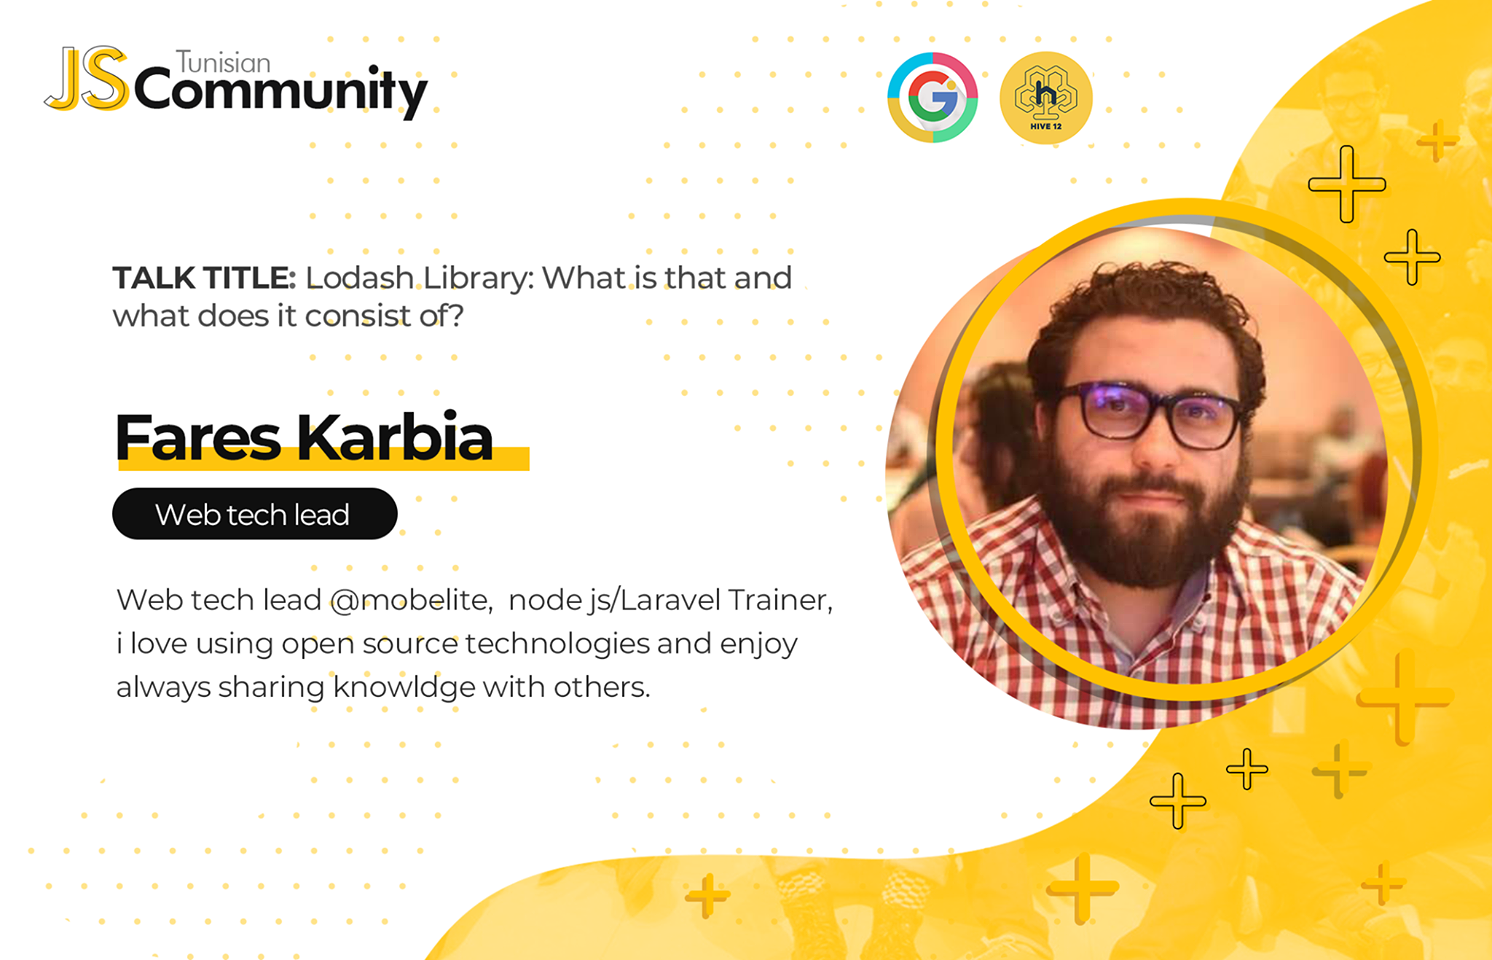 JS Tunisian
Community
G
h
HIVE 12
TALK TITLE: Lodash Library: What is that and
what does it consist of?
Fares Karbia
Web tech lead
Web tech lead @mobelite, node js/Laravel Trainer,
i love using open source technologies and enjoy
always sharing knowldge with others.